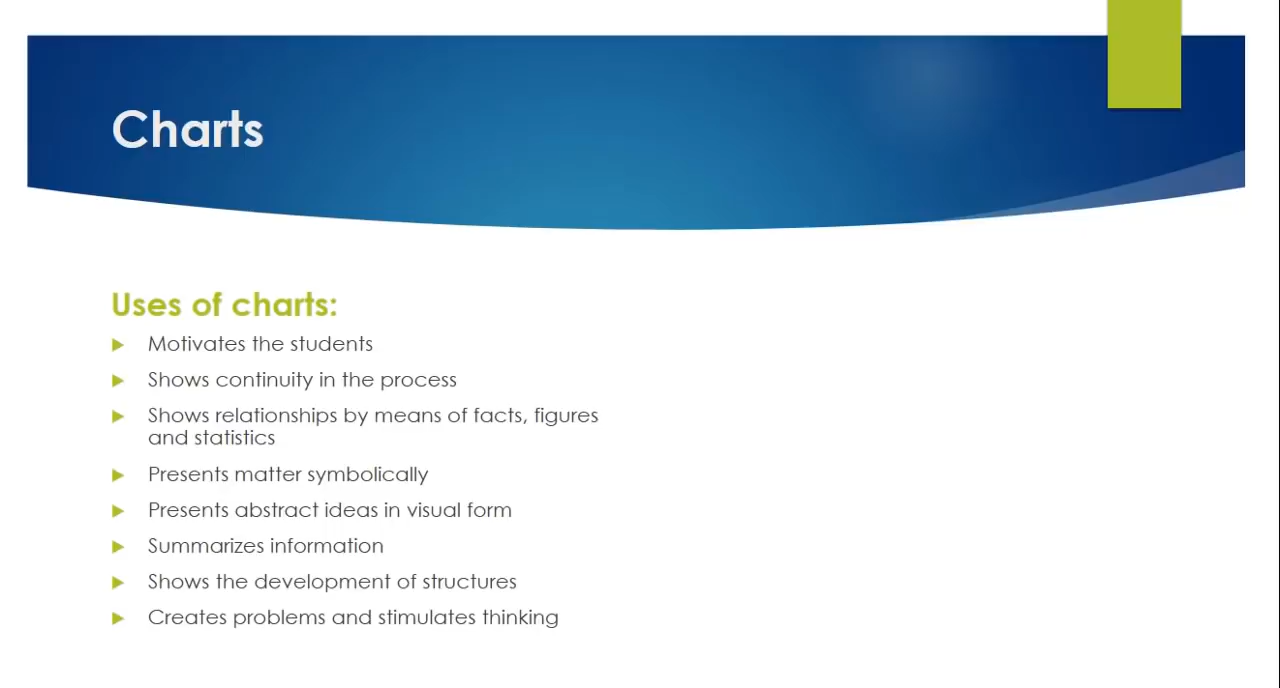 Charts
Uses of charts:
Motivates the students
Shows continuity in the process
Shows relationships by means of facts, figures
and statistics
Presents matter symbolically
Presents abstract ideas in visual form
Summarizes information
Shows the development of structures
Creates problems and stimulates thinking